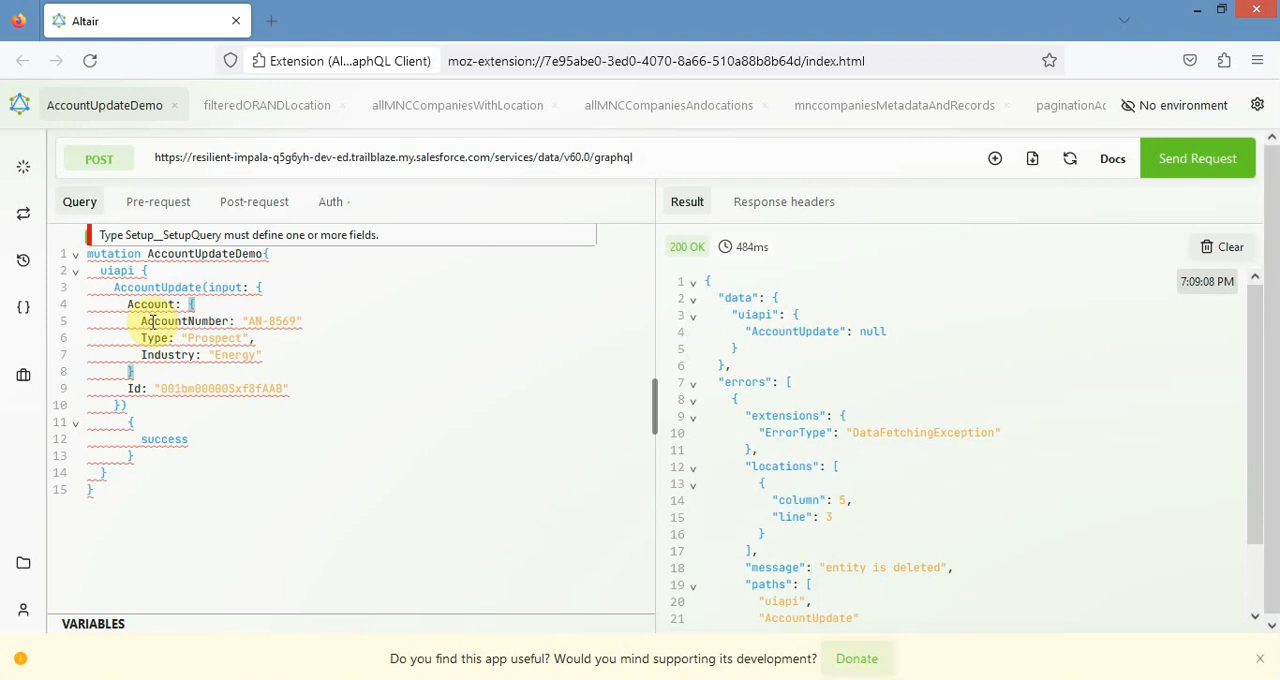 Altair
Extension (Al...aphQL Client)
moz-extension://7e95abe0-3ed0-4070-8a66-510a88b8b64d/index.html
AccountUpdateDemo
filteredORANDLocation
allMNCCompaniesWithLocation
allMNCCompaniesAndocations
mnccompaniesMetadataAndRecords
paginationAc
No environment
POST
https://resilient-impala-q5g6yh-dev-ed.trailblaze.my.salesforce.com/services/data/v60.0/graphql
Docs
Send Request
Query
Pre-request
Post-request
Auth
Type Setup__SetupQuery must define one or more fields.
1 mutation AccountUpdateDemo{
2 uiapi {
3 AccountUpdate(input: {
4 Account: {
5 AccountNumber: "AN-8569"
6 Type: "Prospect",
7 Industry: "Energy"
8 }
9 Id: "001bm00000Sxf8fAAB"
10 })
11 {
12 success
13 }
14 }
15 }
VARIABLES
Result
Response headers
200 OK
484ms
Clear
7:09:08 PM
1 {
2 "data": {
3 "uiapi": {
4 "AccountUpdate": null
5 }
6 },
7 "errors": [
8 {
9 "extensions": {
10 "ErrorType": "DataFetchingException"
11 },
12 "locations": [
13 {
14 "column": 5,
15 "line": 3
16 }
17 ],
18 "message": "entity is deleted",
19 "paths": [
20 "uiapi",
21 "AccountUpdate"
Do you find this app useful? Would you mind supporting its development?
Donate